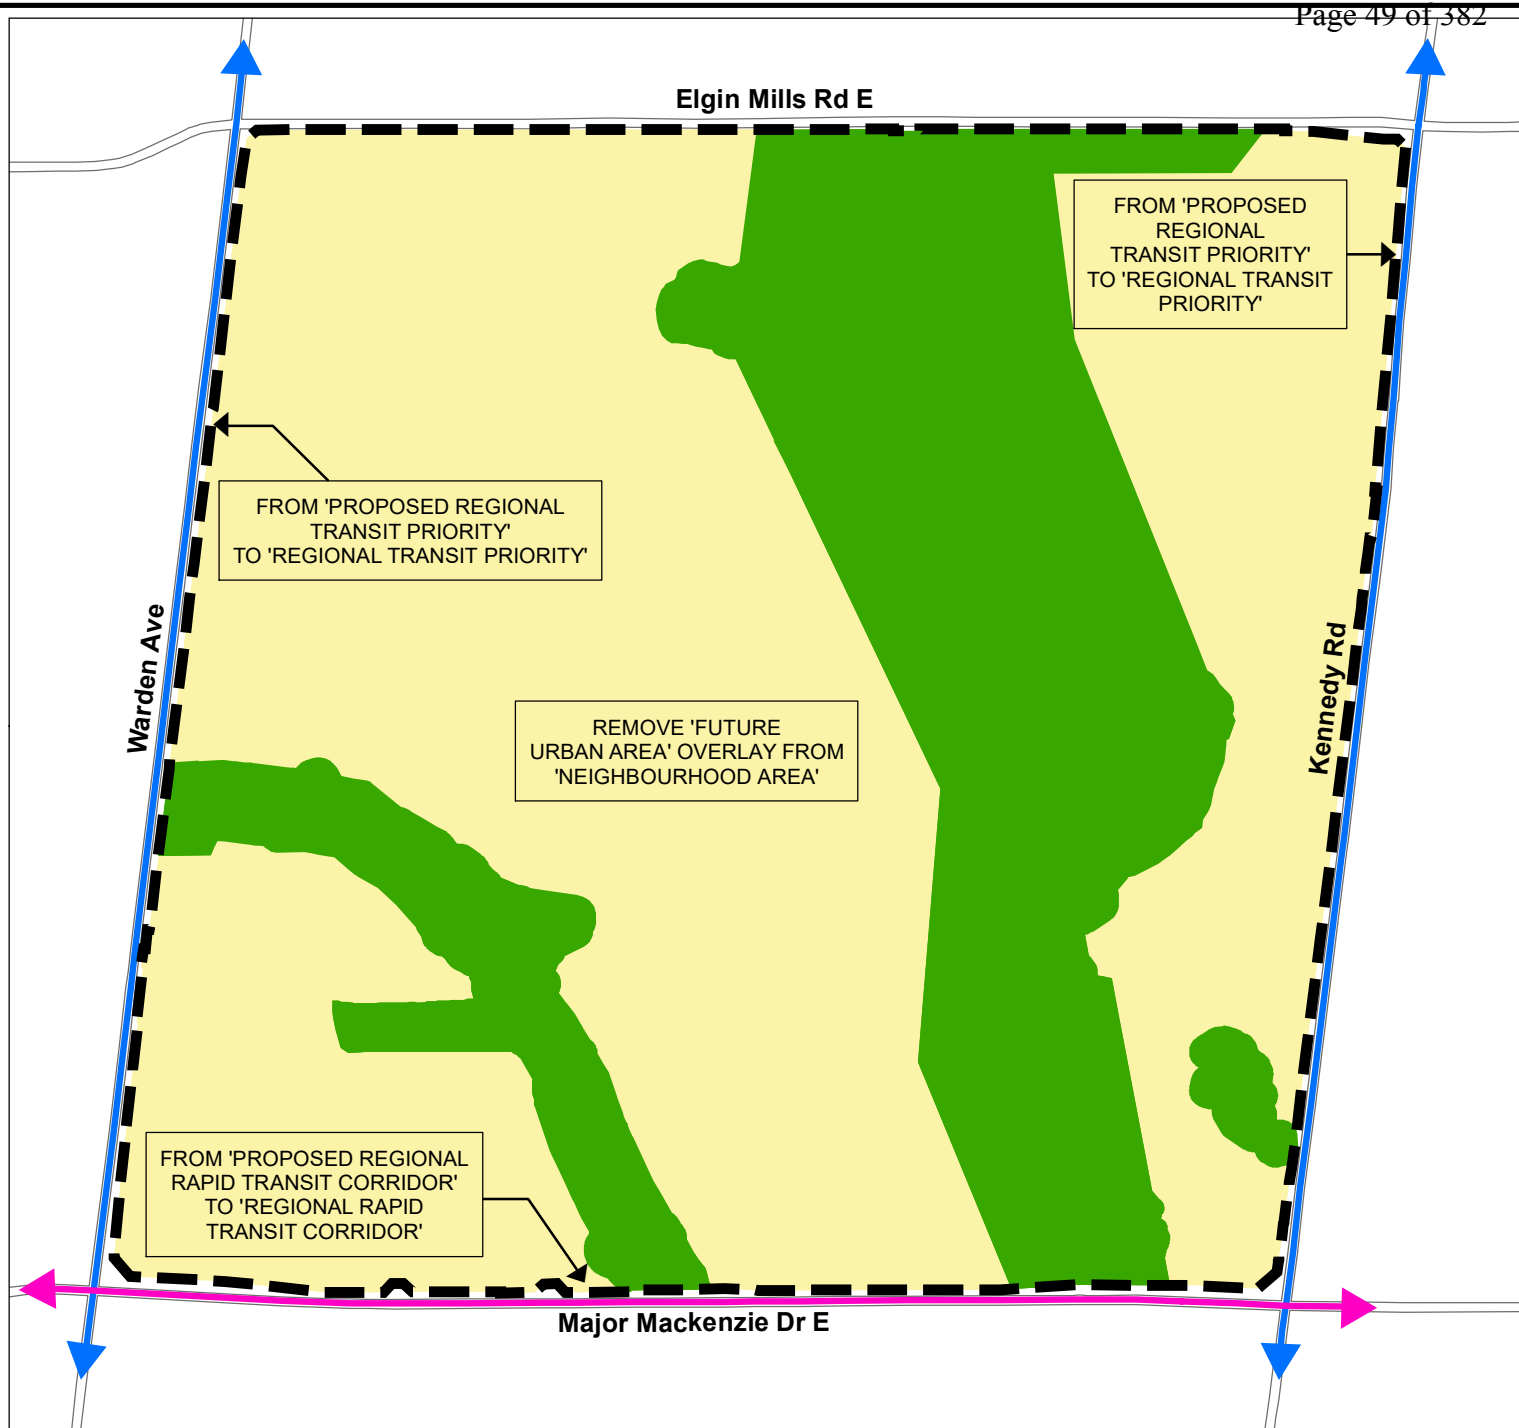 Page 49 of 382
Elgin Mills Rd E
FROM 'PROPOSED
REGIONAL
TRANSIT PRIORITY'
TO 'REGIONAL TRANSIT
PRIORITY'
FROM 'PROPOSED REGIONAL
TRANSIT PRIORITY'
TO 'REGIONAL TRANSIT PRIORITY'
Warden Ave
Kennedy Rd
REMOVE 'FUTURE
URBAN AREA' OVERLAY FROM
'NEIGHBOURHOOD AREA'
FROM 'PROPOSED REGIONAL
RAPID TRANSIT CORRIDOR'
TO 'REGIONAL RAPID
TRANSIT CORRIDOR'
Major Mackenzie Dr E